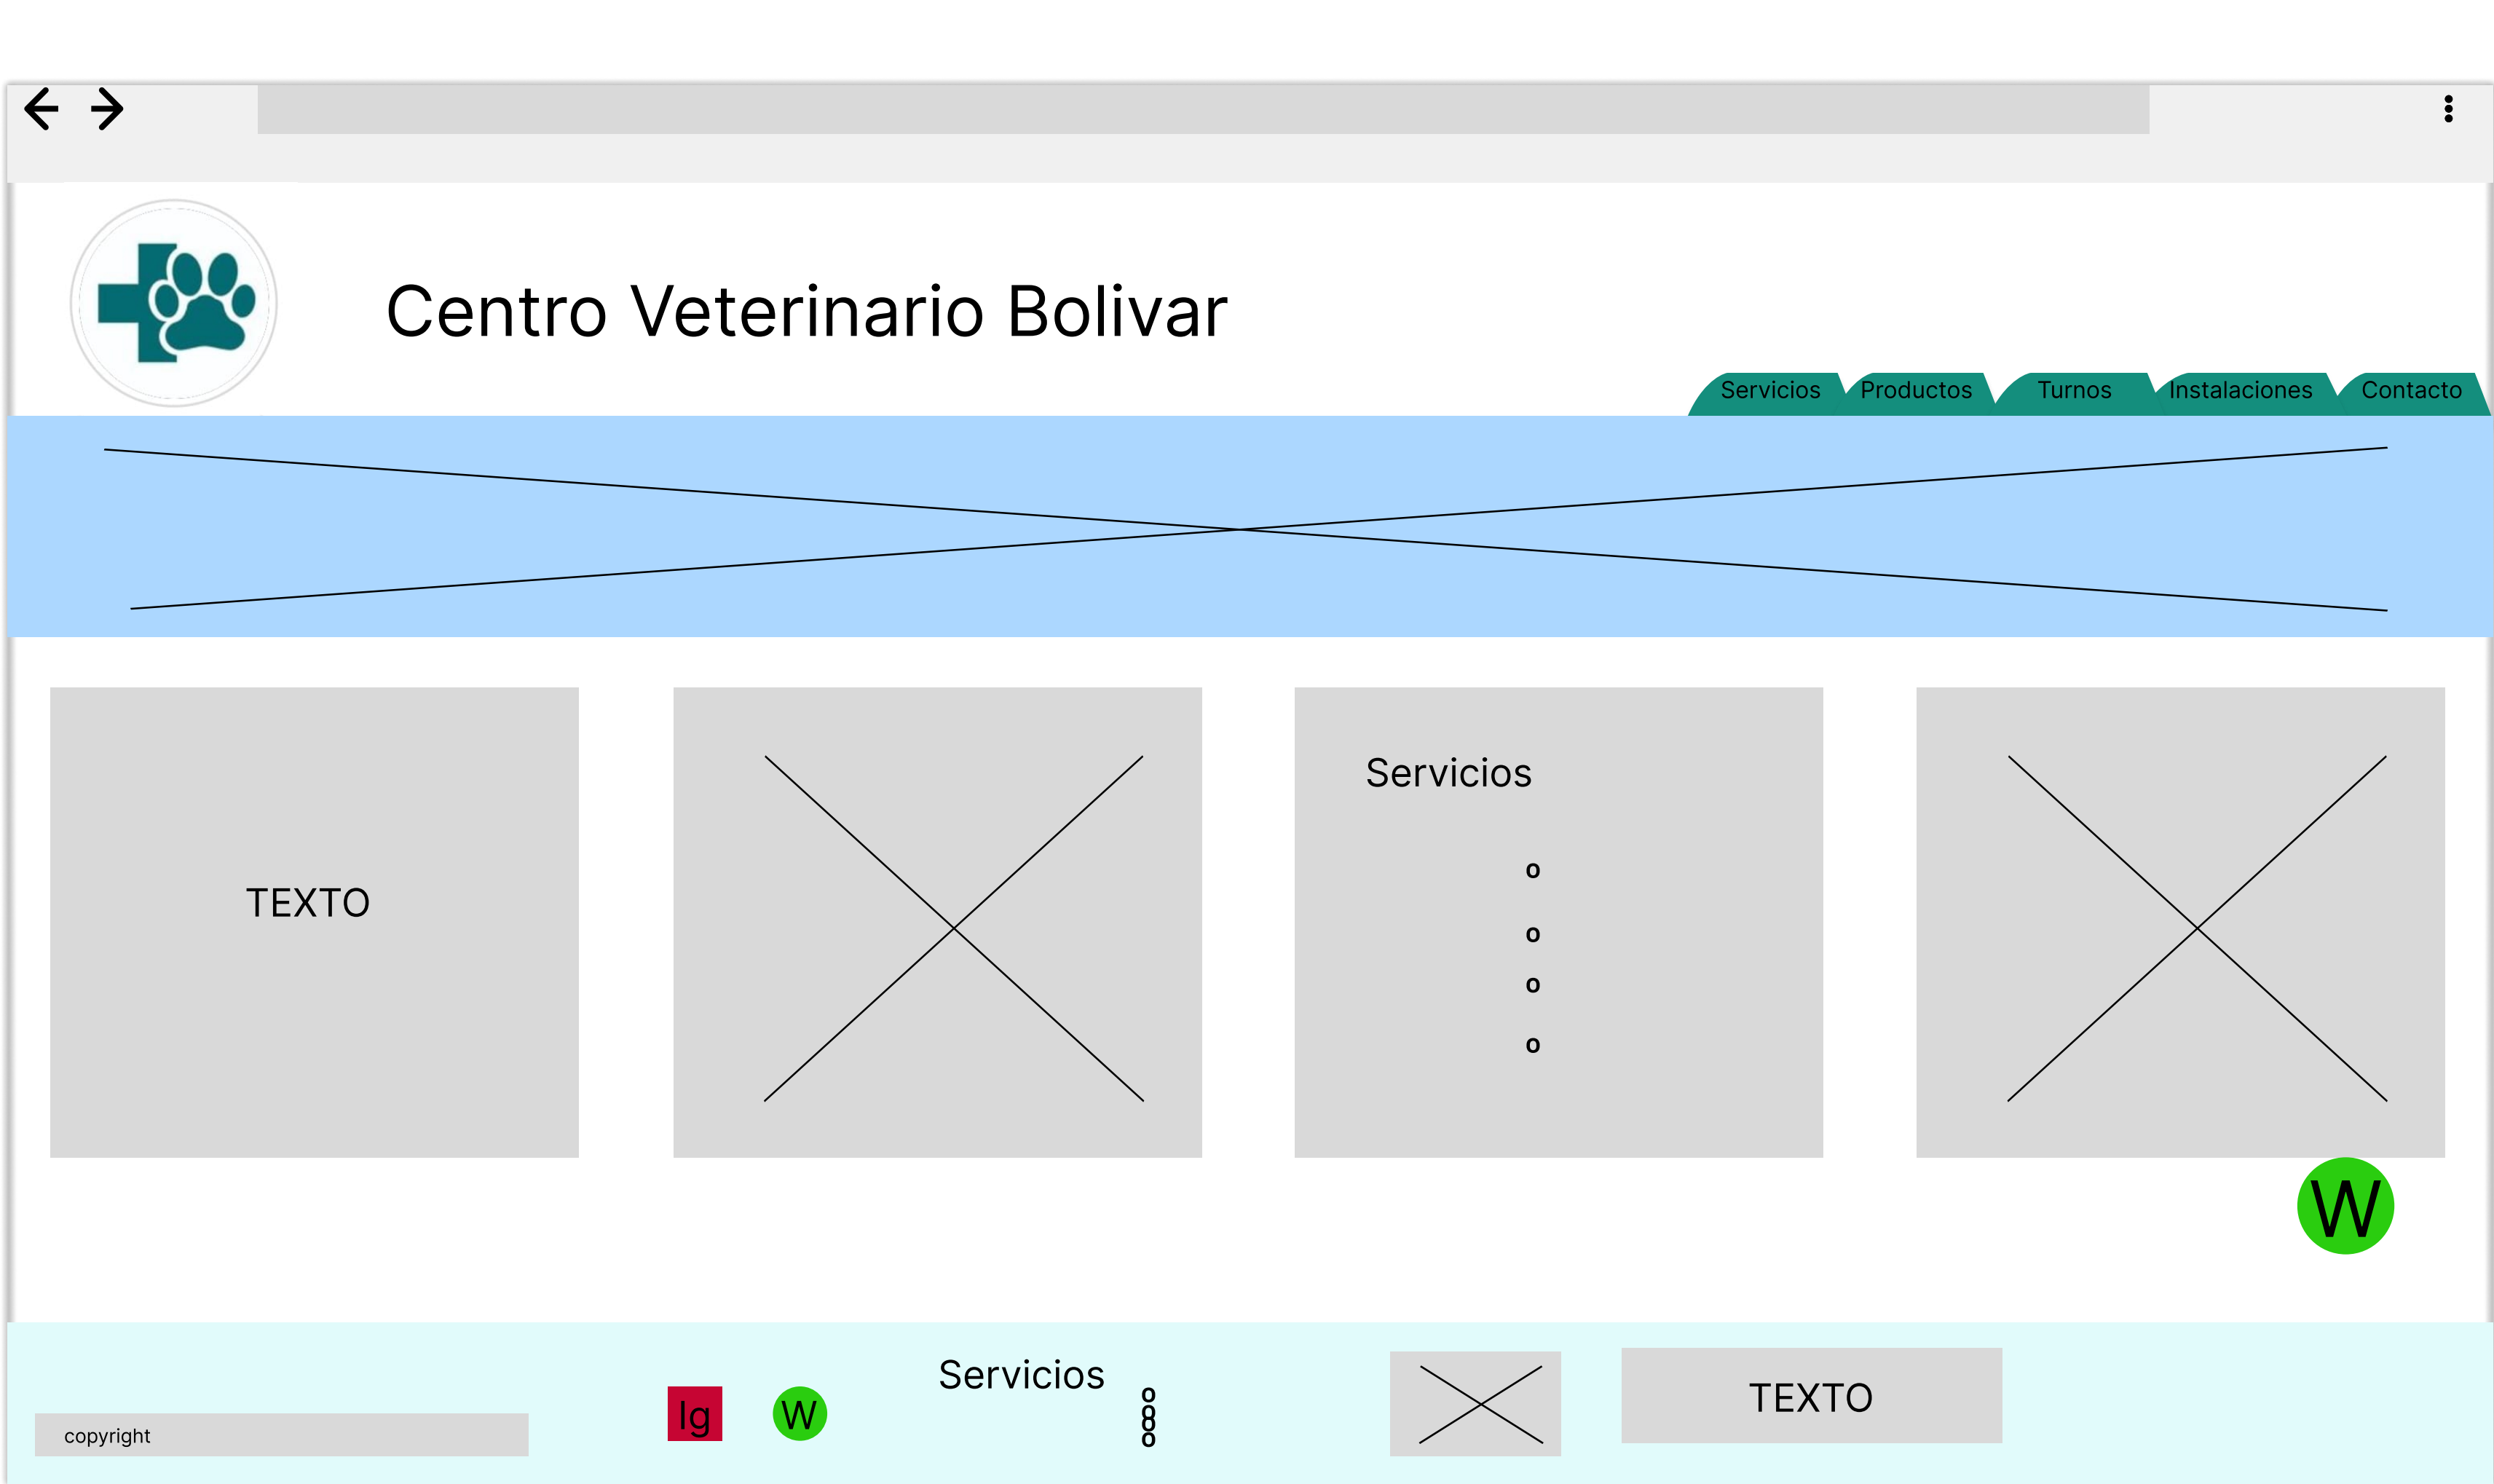 Centro Veterinario Bolivar
Servicios Productos Turnos Instalaciones Contacto
TEXTO
Servicios
o
o
o
o
W
copyright
Ig
W
Servicios
o
o
o
o
TEXTO